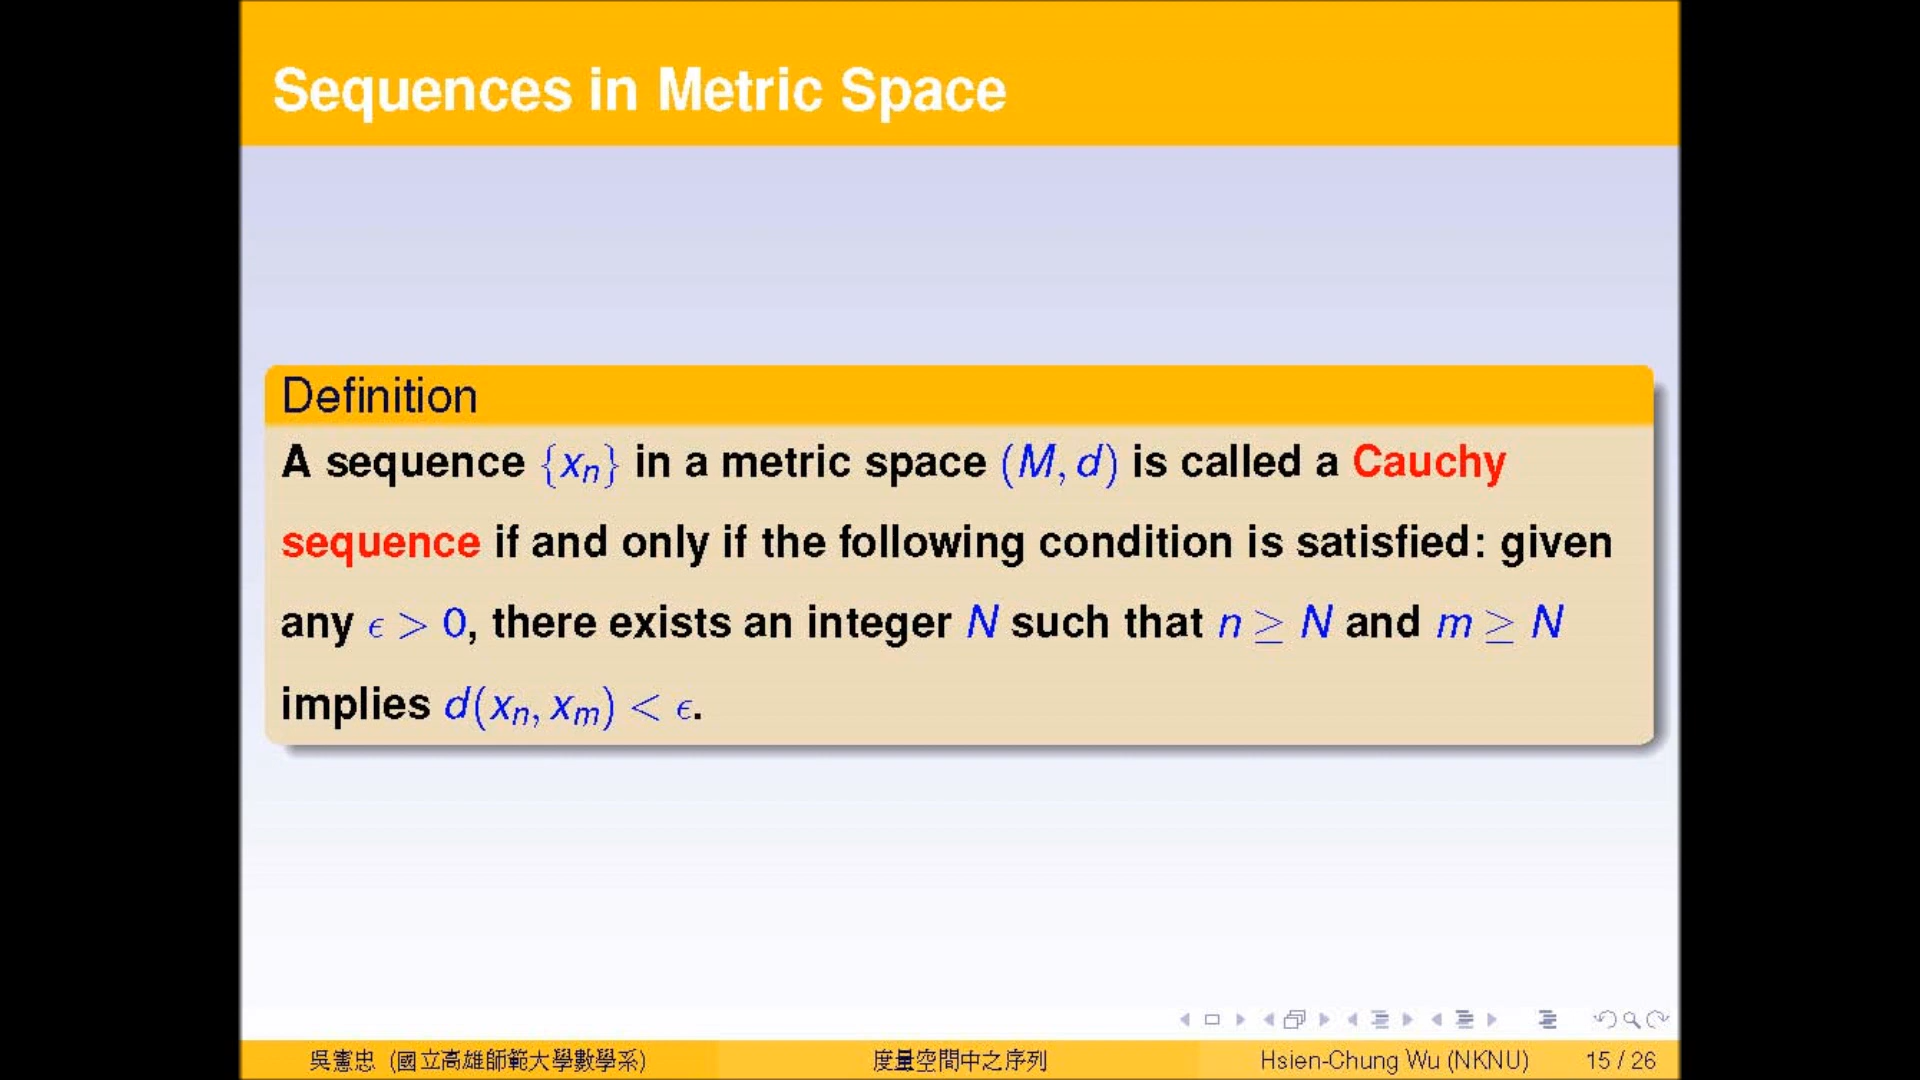 Sequences in Metric Space
Definition
A sequence {xₙ} in a metric space (M, d) is called a Cauchy
sequence if and only if the following condition is satisfied: given
any ϵ > 0, there exists an integer N such that n ≥ N and m ≥ N
implies d(xₙ, xₘ) < ϵ.
吳憲忠 (國立高雄師範大學數學系) 度量空間中之序列 Hsien-Chung Wu (NKNU) 15 / 26